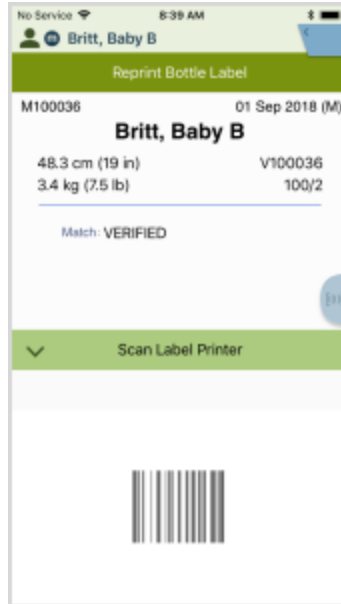 No Service 8:39 AM
Britt, Baby B
Reprint Bottle Label
M100036 01 Sep 2018 (M)
Britt, Baby B
48.3 cm (19 in) V100036
3.4 kg (7.5 lb) 100/2
Match: VERIFIED
Scan Label Printer